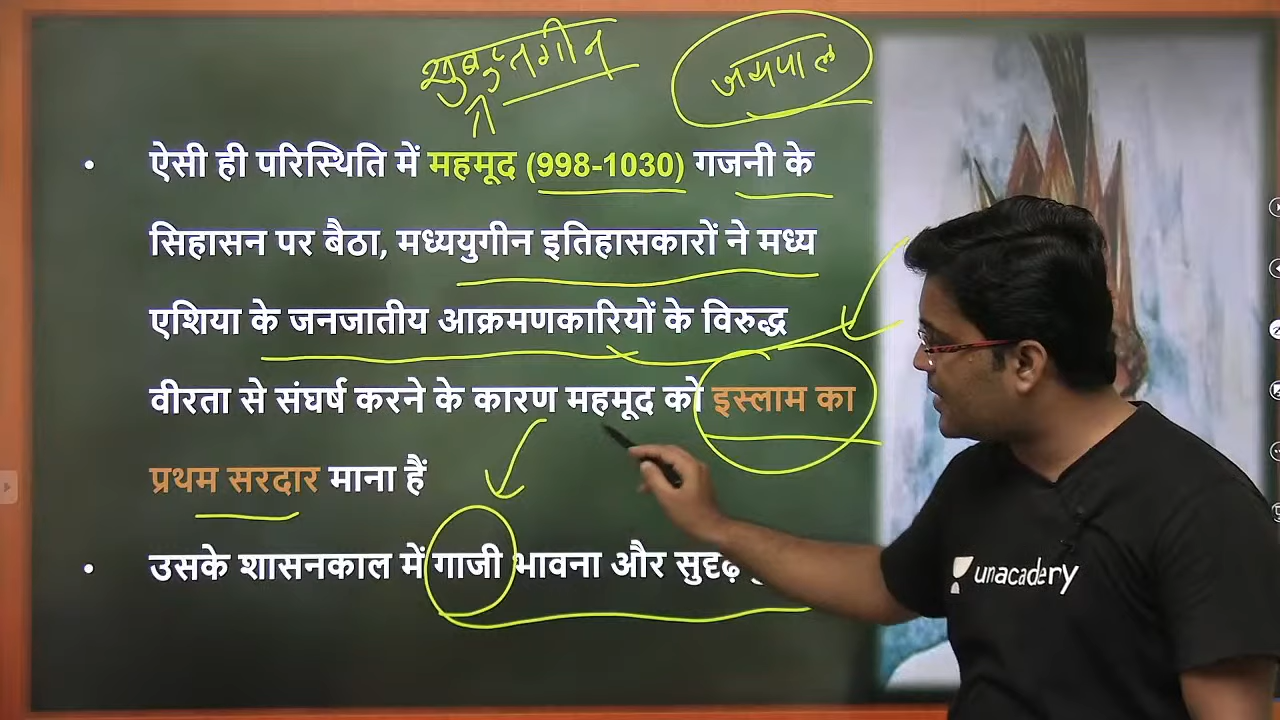 सुबुक्तगीन
जयपाल
• ऐसी ही परिस्थिति में महमूद (998-1030) गजनी के
सिहासन पर बैठा, मध्ययुगीन इतिहासकारों ने मध्य
एशिया के जनजातीय आक्रमणकारियों के विरुद्ध
वीरता से संघर्ष करने के कारण महमूद को इस्लाम का
प्रथम सरदार माना हैं
• उसके शासनकाल में गाजी भावना और सुदृढ़
unacademy